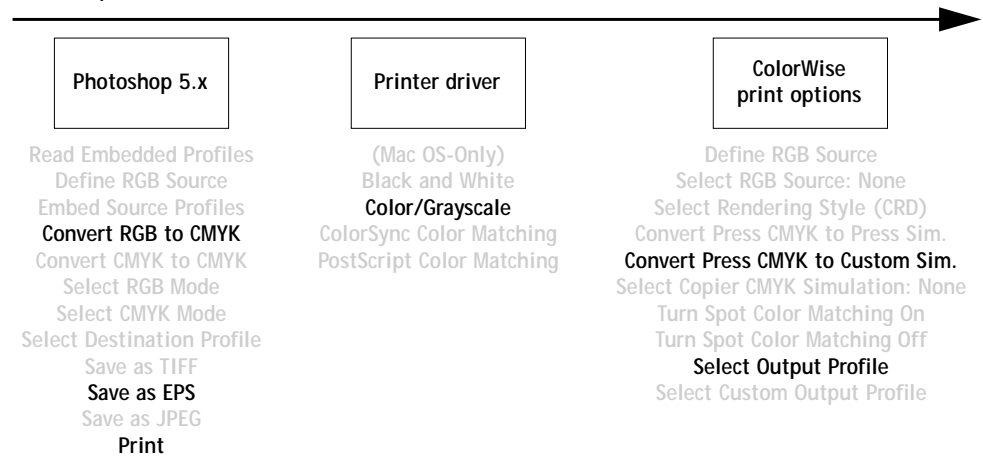 Photoshop 5.x
Read Embedded Profiles
Define RGB Source
Embed Source Profiles
Convert RGB to CMYK
Convert CMYK to CMYK
Select RGB Mode
Select CMYK Mode
Select Destination Profile
Save as TIFF
Save as EPS
Save as JPEG
Print
Printer driver
(Mac OS-Only)
Black and White
Color/Grayscale
ColorSync Color Matching
PostScript Color Matching
ColorWise
print options
Define RGB Source
Select RGB Source: None
Select Rendering Style (CRD)
Convert Press CMYK to Press Sim.
Convert Press CMYK to Custom Sim.
Select Copier CMYK Simulation: None
Turn Spot Color Matching On
Turn Spot Color Matching Off
Select Output Profile
Select Custom Output Profile